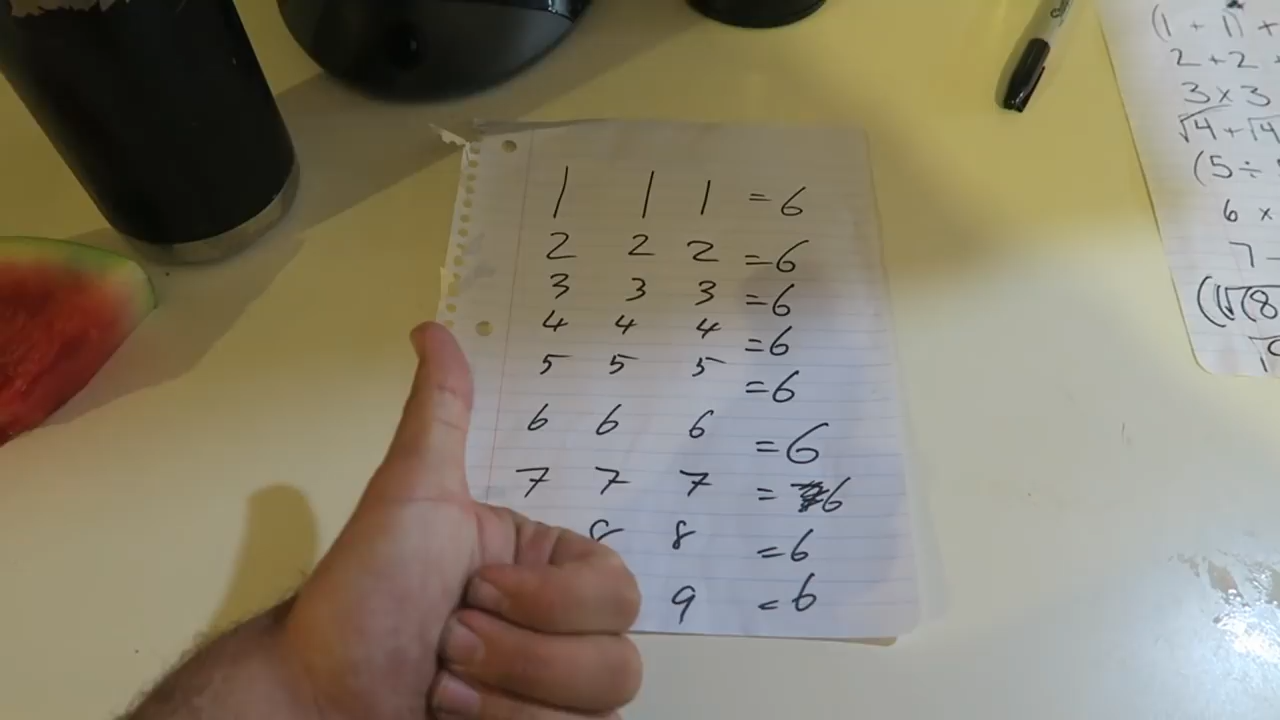 1 1 1 = 6
2 2 2 = 6
3 3 3 = 6
4 4 4 = 6
5 5 5 = 6
6 6 6 = 6
7 7 7 = 6
8 8 = 6
9 = 6
(1 + 1) +
2 + 2
3 × 3
√4 + √4
(5 ÷
6 ×
7 -
(√(8